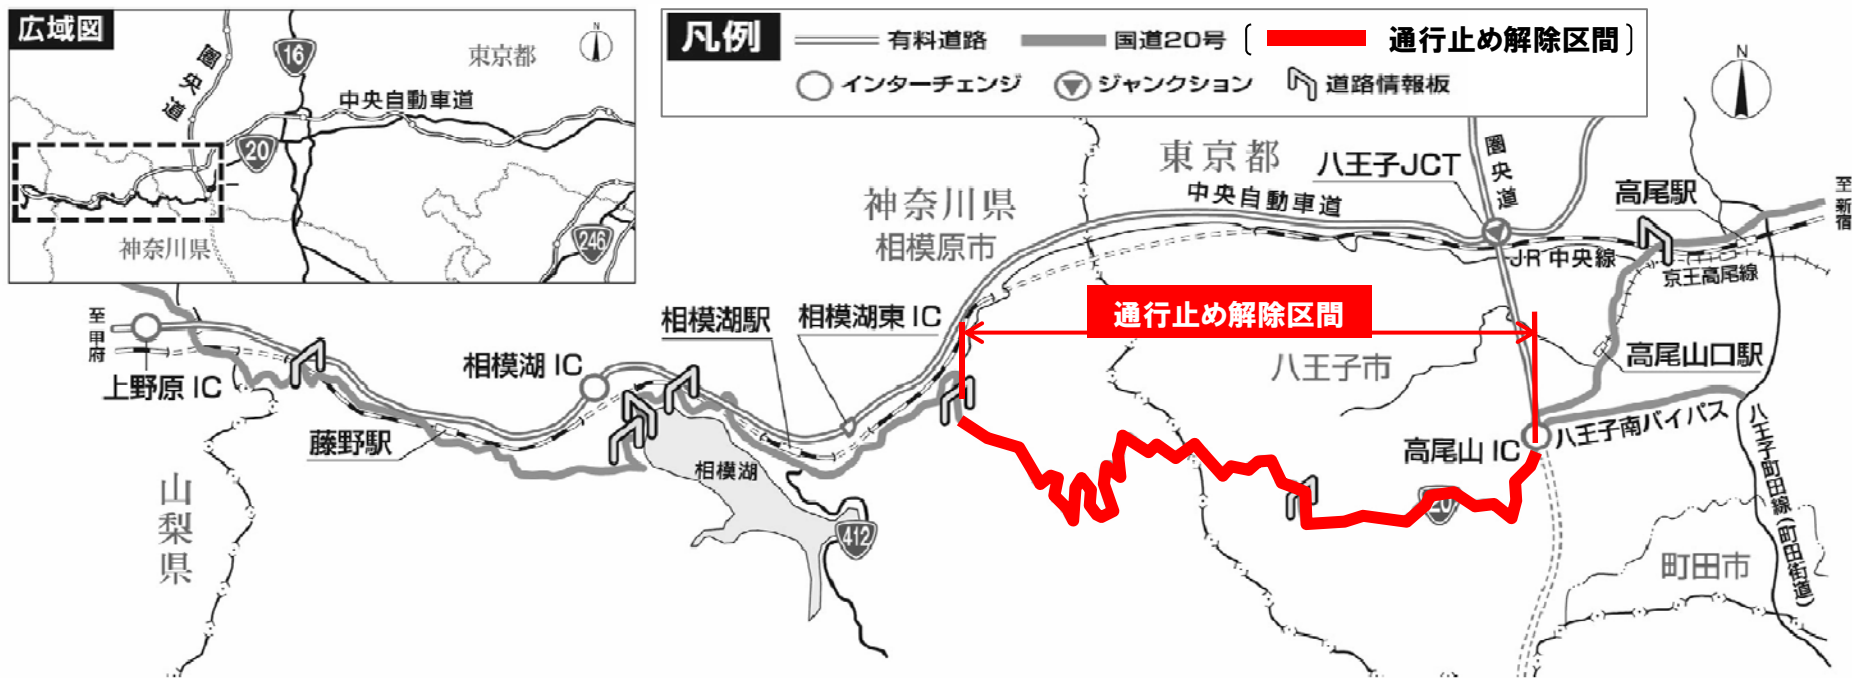 広域図
圏央道
16
東京都
中央自動車道
20
神奈川県
246
N
凡例
有料道路
国道20号
〔通行止め解除区間〕
インターチェンジ
ジャンクション
道路情報板
N
東京都
八王子JCT
圏央道
高尾駅
至新宿
神奈川県
相模原市
中央自動車道
JR中央線
京王高尾線
至甲府
上野原IC
相模湖IC
相模湖駅
相模湖東IC
通行止め解除区間
八王子市
高尾山口駅
藤野駅
相模湖
412
高尾山IC
八王子南バイパス
八王子町田線(町田街道)
20
山梨県
町田市